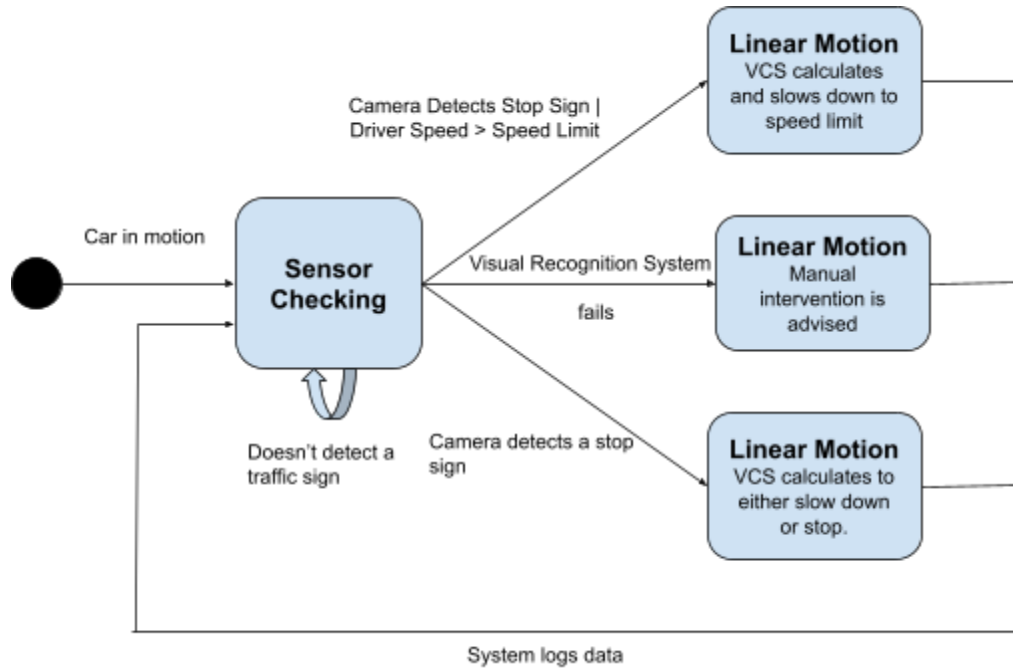 Linear Motion
VCS calculates
and slows down to
speed limit
Camera Detects Stop Sign |
Driver Speed > Speed Limit
Car in motion
Sensor
Checking
Visual Recognition System
fails
Linear Motion
Manual
intervention is
advised
Doesn't detect a
traffic sign
Camera detects a stop
sign
Linear Motion
VCS calculates to
either slow down
or stop.
System logs data